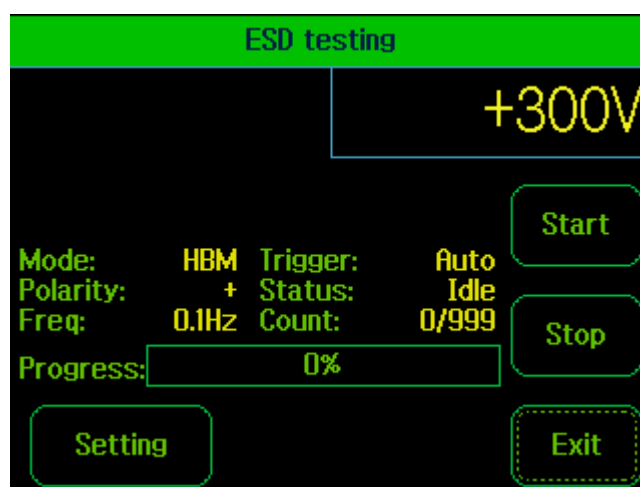 ESD testing
+300V
Start
Mode: HBM Trigger: Auto
Polarity: + Status: Idle
Freq: 0.1Hz Count: 0/999
Stop
Progress: 0%
Setting
Exit